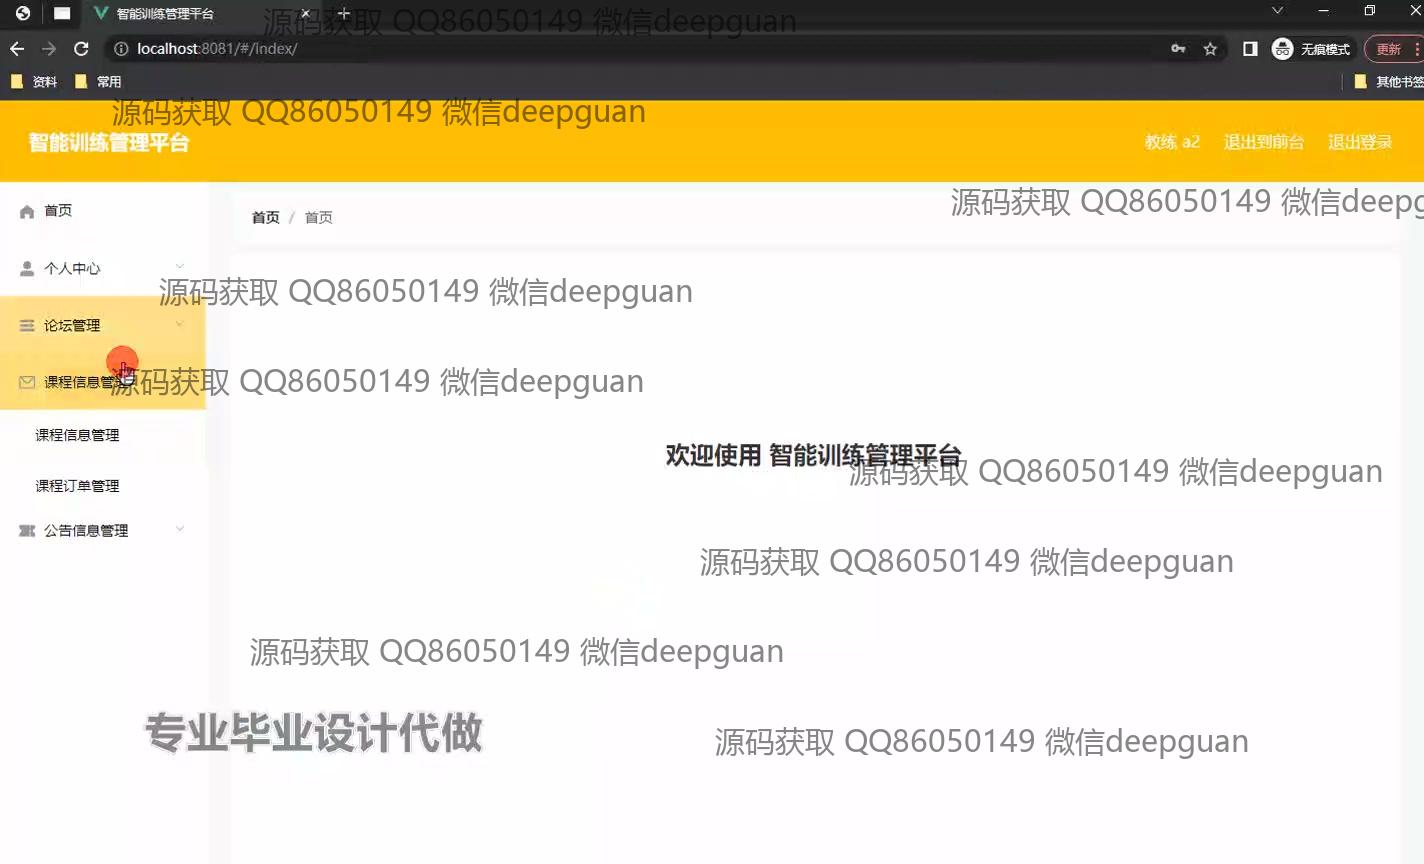 智能训练管理平台
源码获取 QQ86050149 微信deepguan
localhost:8081/#/index/
无痕模式
更新
资料
常用
其他书签
源码获取 QQ86050149 微信deepguan
智能训练管理平台
教练 a2
退出到前台
退出登录
源码获取 QQ86050149 微信deepg
首页
首页 / 首页
个人中心
源码获取 QQ86050149 微信deepguan
论坛管理
课程信息管理
源码获取 QQ86050149 微信deepguan
课程信息管理
欢迎使用 智能训练管理平台
源码获取 QQ86050149 微信deepguan
课程订单管理
公告信息管理
源码获取 QQ86050149 微信deepguan
源码获取 QQ86050149 微信deepguan
专业毕业设计代做
源码获取 QQ86050149 微信deepguan